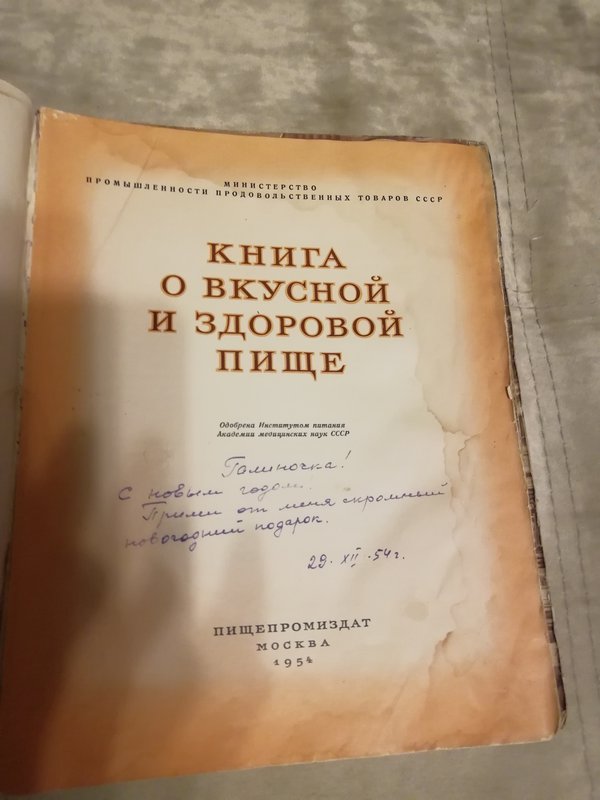 МИНИСТЕРСТВО
ПРОМЫШЛЕННОСТИ ПРОДОВОЛЬСТВЕННЫХ ТОВАРОВ СССР
КНИГА
О ВКУСНОЙ
И ЗДОРОВОЙ
ПИЩЕ
Одобрена Институтом питания
Академии медицинских наук СССР
Галиночка!
С новым годом.
Прими от меня скромный
новогодний подарок.
29. XII. 54 г.
ПИЩЕПРОМИЗДАТ
МОСКВА
1954